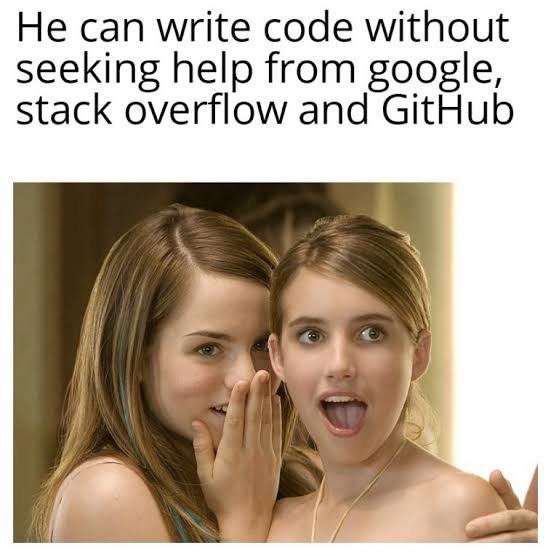 He can write code without
seeking help from google,
stack overflow and GitHub